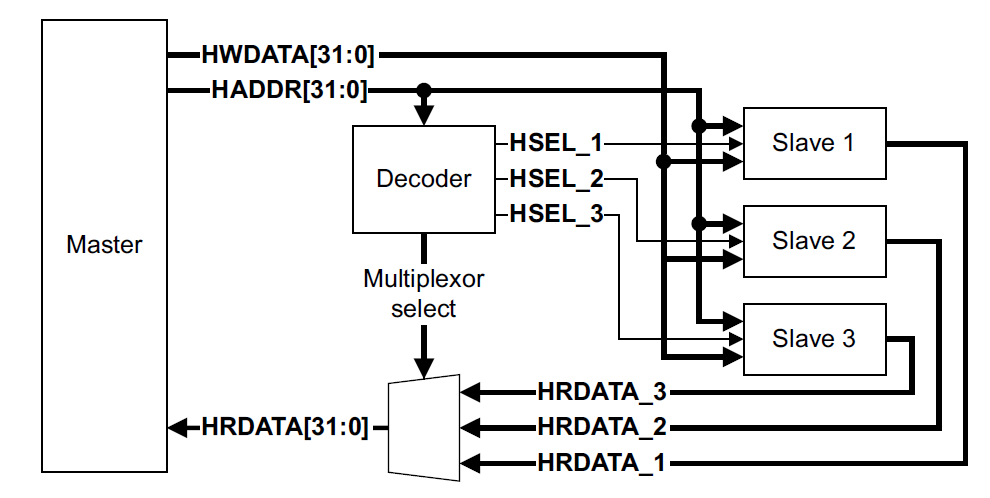 HWDATA[31:0]
HADDR[31:0]
HSEL_1
Slave 1
Decoder
HSEL_2
HSEL_3
Master
Slave 2
Multiplexor
select
Slave 3
HRDATA_3
HRDATA[31:0]
HRDATA_2
HRDATA_1